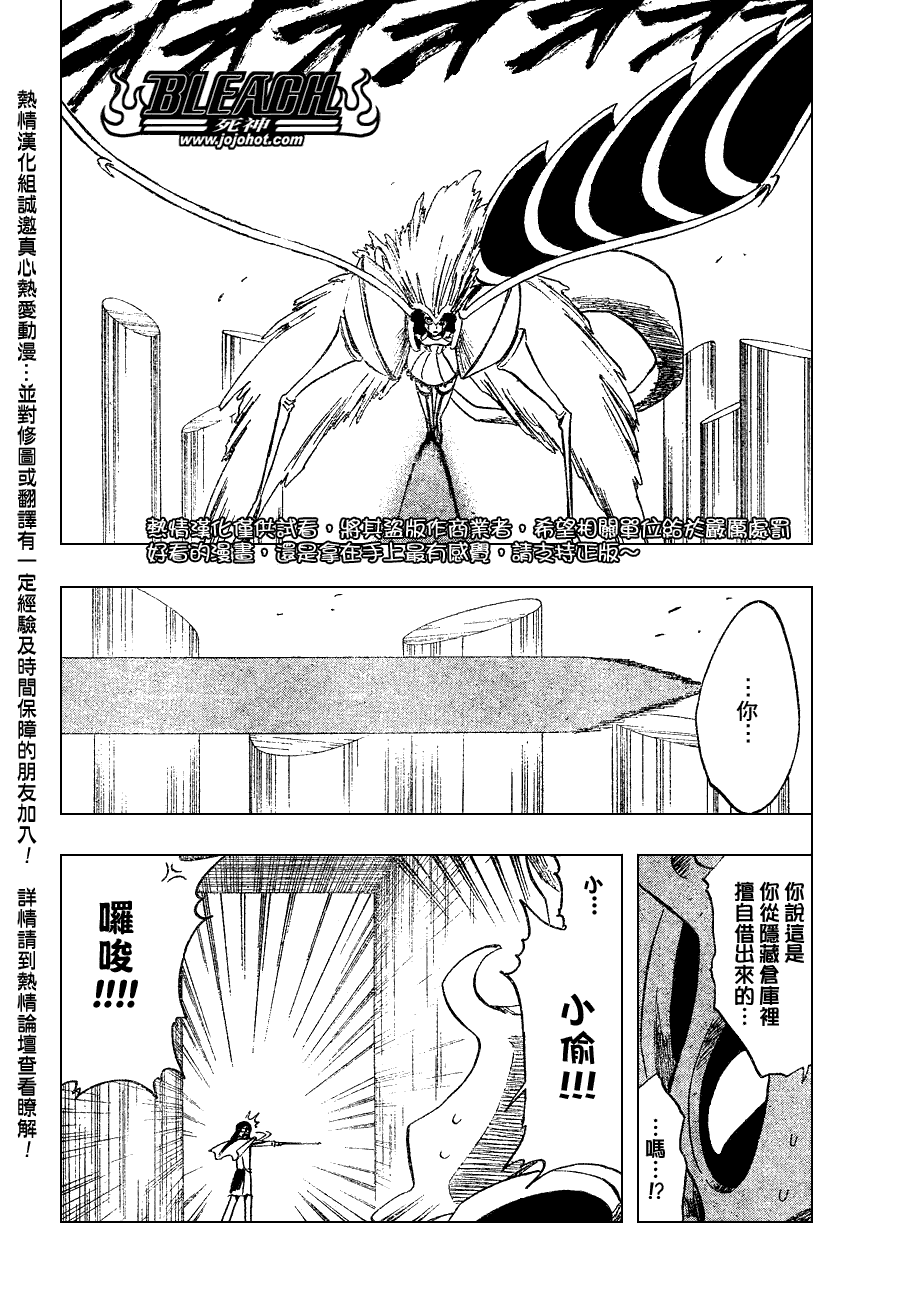 BLEACH
死神
www.jojohot.com
熱情漢化組誠邀真心熱愛動漫…並對修圖或翻譯有一定經驗及時間保障的朋友加入！ 詳情請到熱情論壇查看瞭解！
熱情漢化僅供試看，將其盜版作商業者，希望相關單位給於嚴厲處罰
好看的漫畫，還是拿在手上最有感覺，請支持正版～
…你…
你說這是
你從隱藏倉庫裡
擅自借出來的…
…嗎…!?
小…
小偷!!!
囉唆!!!!